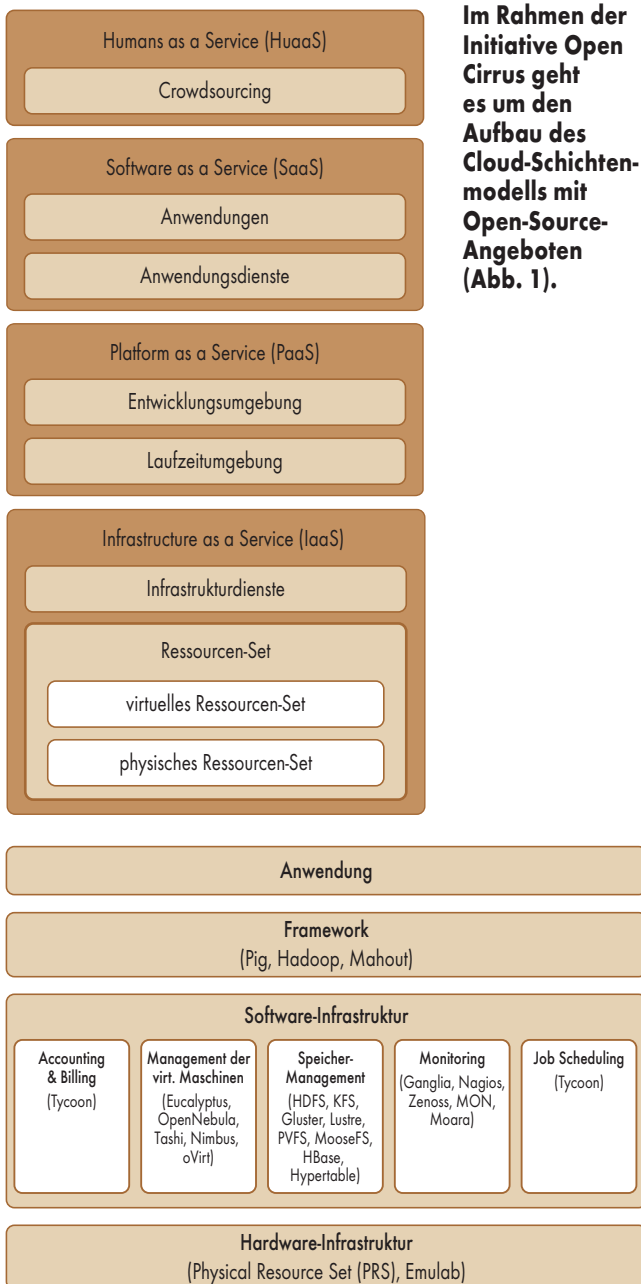 Humans as a Service (HuaaS)
Crowdsourcing
Software as a Service (SaaS)
Anwendungen
Anwendungsdienste
Platform as a Service (PaaS)
Entwicklungsumgebung
Laufzeitumgebung
Infrastructure as a Service (IaaS)
Infrastrukturdienste
Ressourcen-Set
virtuelles Ressourcen-Set
physisches Ressourcen-Set
Im Rahmen der
Initiative Open
Cirrus geht
es um den
Aufbau des
Cloud-Schichten-
modells mit
Open-Source-
Angeboten
(Abb. 1).
Anwendung
Framework
(Pig, Hadoop, Mahout)
Software-Infrastruktur
Accounting
& Billing
(Tycoon)
Management der
virt. Maschinen
(Eucalyptus,
OpenNebula,
Tashi, Nimbus,
oVirt)
Speicher-
Management
(HDFS, KFS,
Gluster, Lustre,
PVFS, MooseFS,
HBase,
Hypertable)
Monitoring
(Ganglia, Nagios,
Zenoss, MON,
Moara)
Job Scheduling
(Tycoon)
Hardware-Infrastruktur
(Physical Resource Set (PRS), Emulab)